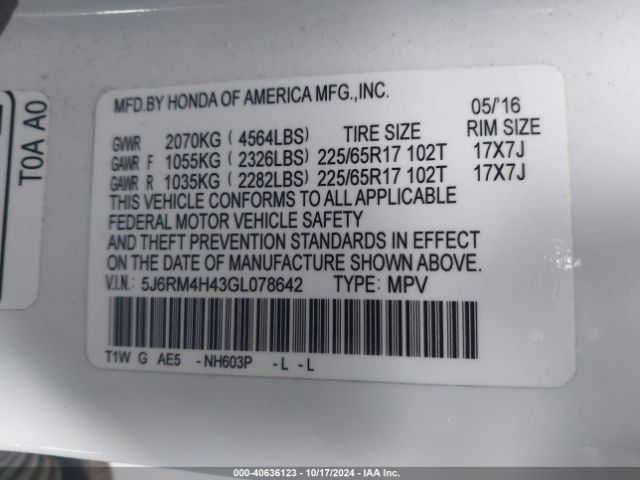 MFD.BY HONDA OF AMERICA MFG.,INC. 05/'16
GVWR 2070KG ( 4564LBS) TIRE SIZE RIM SIZE
GAWR F 1055KG ( 2326LBS) 225/65R17 102T 17X7J
GAWR R 1035KG ( 2282LBS) 225/65R17 102T 17X7J
THIS VEHICLE CONFORMS TO ALL APPLICABLE
FEDERAL MOTOR VEHICLE SAFETY
AND THEFT PREVENTION STANDARDS IN EFFECT
ON THE DATE OF MANUFACTURE SHOWN ABOVE.
V.I.N.: 5J6RM4H43GL078642 TYPE: MPV
T1W G AE5 -NH603P -L -L
T0A A0
000-40636123 - 10/17/2024 - IAA Inc.